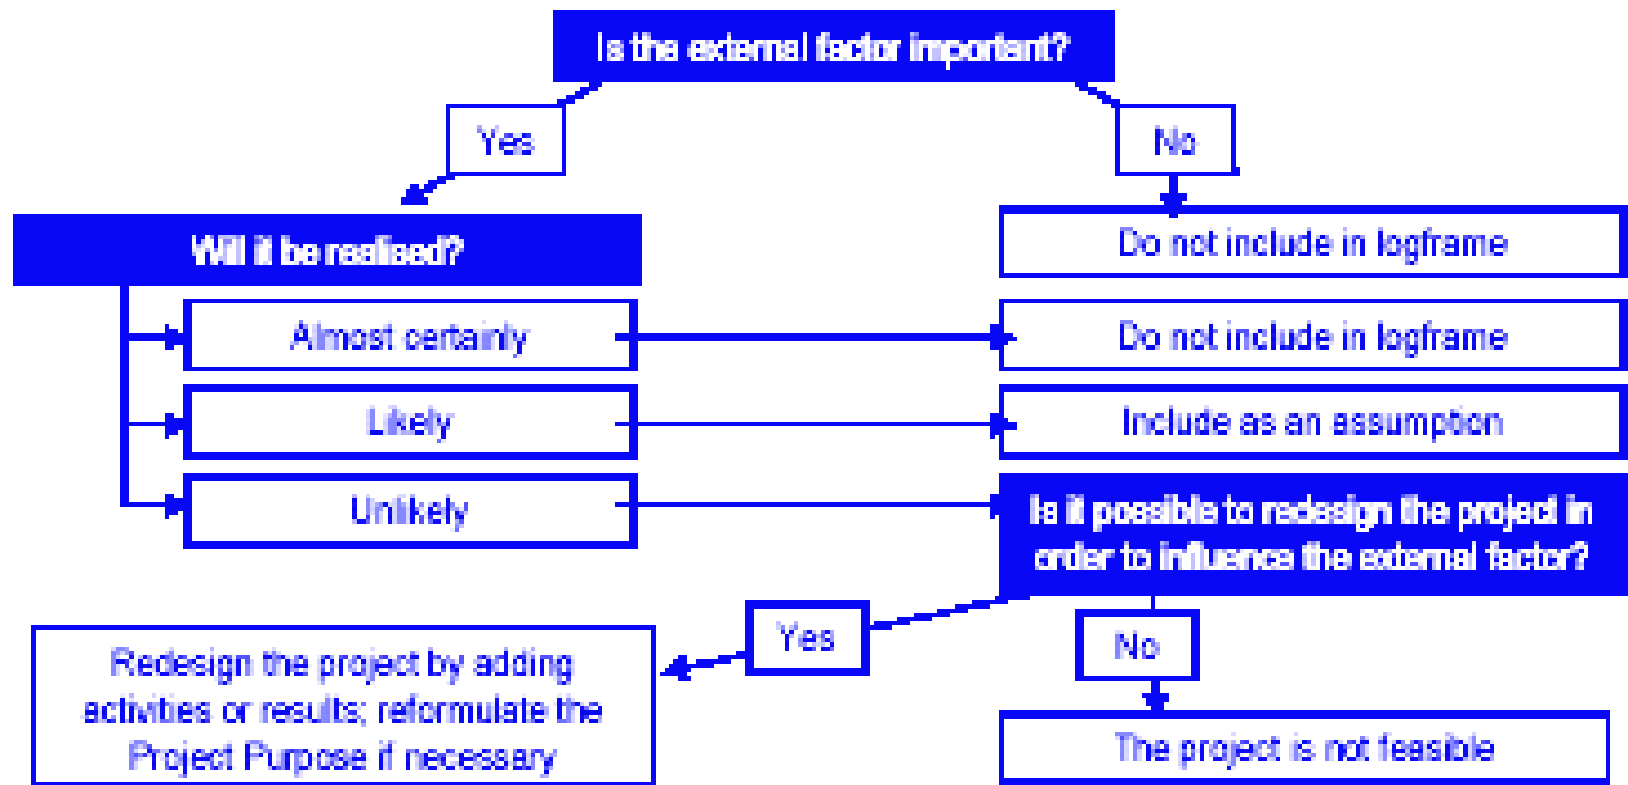 Is the external factor important?
Yes
No
Will it be realised?
Do not include in logframe
Almost certainly
Do not include in logframe
Likely
Include as an assumption
Unlikely
Is it possible to redesign the project in
order to influence the external factor?
Yes
No
Redesign the project by adding
activities or results; reformulate the
Project Purpose if necessary
The project is not feasible